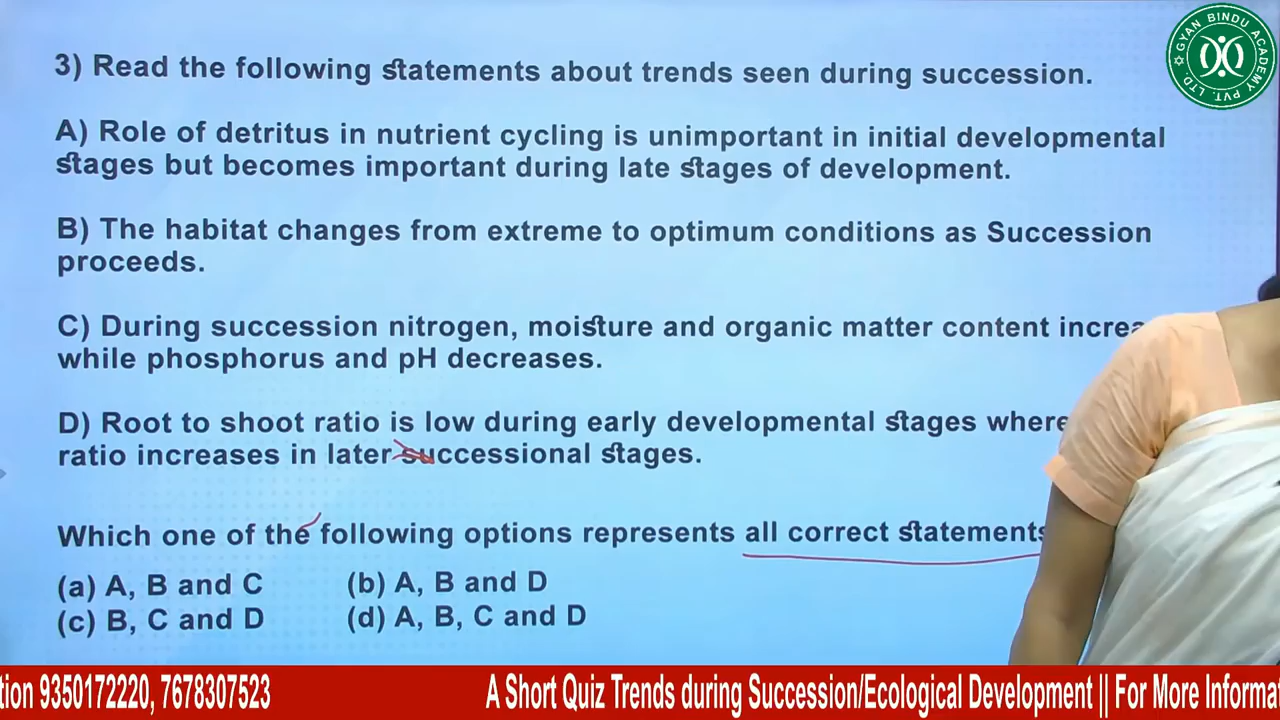 GYAN BINDU ACADEMY PVT. LTD.
3) Read the following statements about trends seen during succession.
A) Role of detritus in nutrient cycling is unimportant in initial developmental
stages but becomes important during late stages of development.
B) The habitat changes from extreme to optimum conditions as Succession
proceeds.
C) During succession nitrogen, moisture and organic matter content increa
while phosphorus and pH decreases.
D) Root to shoot ratio is low during early developmental stages where
ratio increases in later successional stages.
Which one of the following options represents all correct statements
(a) A, B and C (b) A, B and D
(c) B, C and D (d) A, B, C and D
tion 9350172220, 7678307523 A Short Quiz Trends during Succession/Ecological Development || For More Informat